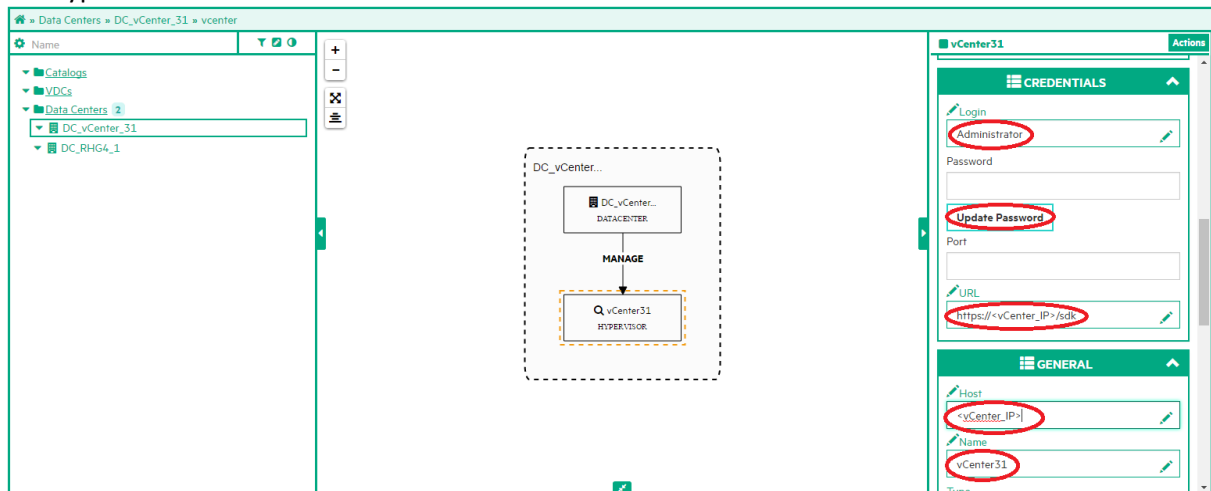 » Data Centers » DC_vCenter_31 » vcenter
Name
Catalogs
VDCs
Data Centers 2
DC_vCenter_31
DC_RHG4_1
+
−
DC_vCenter...
DC_vCenter...
DATACENTER
MANAGE
vCenter31
HYPERVISOR
vCenter31
Actions
CREDENTIALS
Login
Administrator
Password
Update Password
Port
URL
https://<vCenter_IP>/sdk
GENERAL
Host
<vCenter_IP>
Name
vCenter31